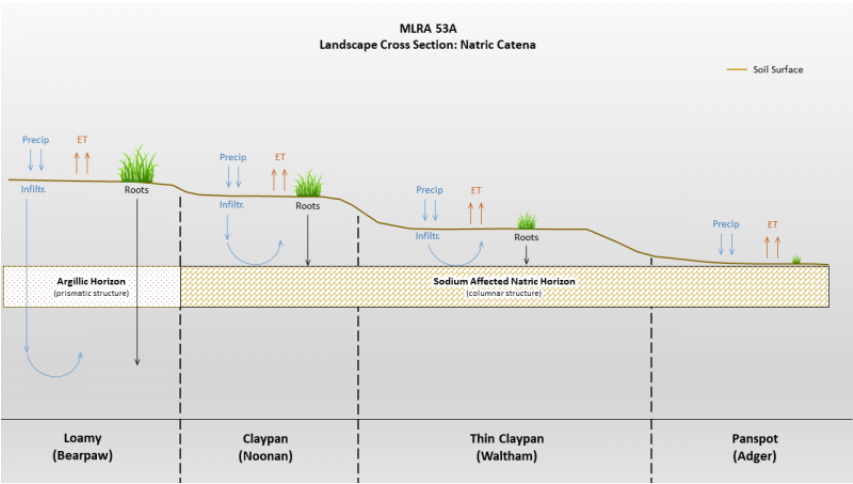 MLRA 53A
Landscape Cross Section: Natric Catena
Soil Surface
Precip
ET
Infiltr.
Roots
Precip
ET
Infiltr.
Roots
Precip
ET
Infiltr.
Roots
Precip
ET
Argillic Horizon
(prismatic structure)
Sodium Affected Natric Horizon
(columnar structure)
Loamy
(Bearpaw)
Claypan
(Noonan)
Thin Claypan
(Waltham)
Panspot
(Adger)